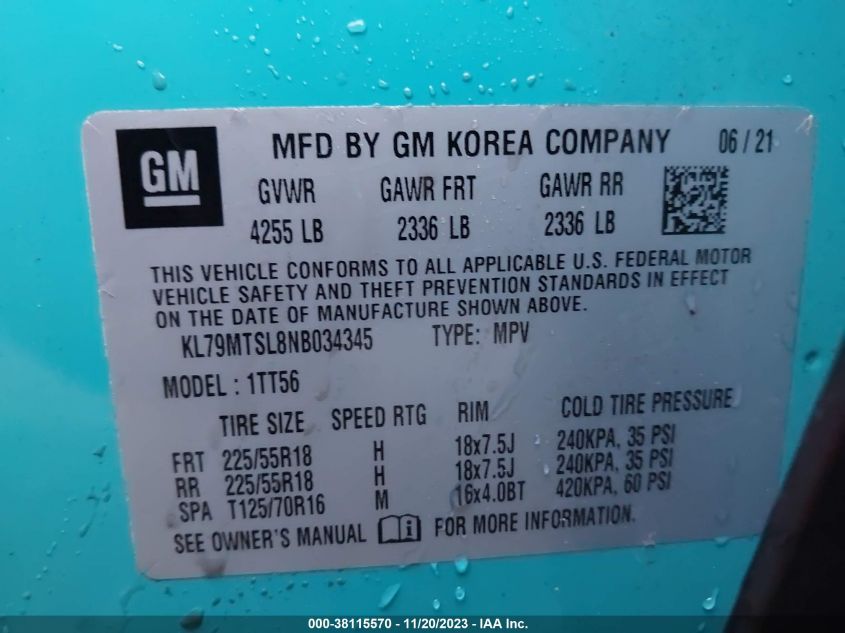 GM
MFD BY GM KOREA COMPANY 06/21
GVWR GAWR FRT GAWR RR
4255 LB 2336 LB 2336 LB
THIS VEHICLE CONFORMS TO ALL APPLICABLE U.S. FEDERAL MOTOR
VEHICLE SAFETY AND THEFT PREVENTION STANDARDS IN EFFECT
ON THE DATE OF MANUFACTURE SHOWN ABOVE.
KL79MTSL8NB034345 TYPE: MPV
MODEL: 1TT56
TIRE SIZE SPEED RTG RIM COLD TIRE PRESSURE
FRT 225/55R18 H 18x7.5J 240KPA, 35 PSI
RR 225/55R18 H 18x7.5J 240KPA, 35 PSI
SPA T125/70R16 M 16x4.0BT 420KPA, 60 PSI
SEE OWNER'S MANUAL i FOR MORE INFORMATION.
000-38115570 - 11/20/2023 - IAA Inc.